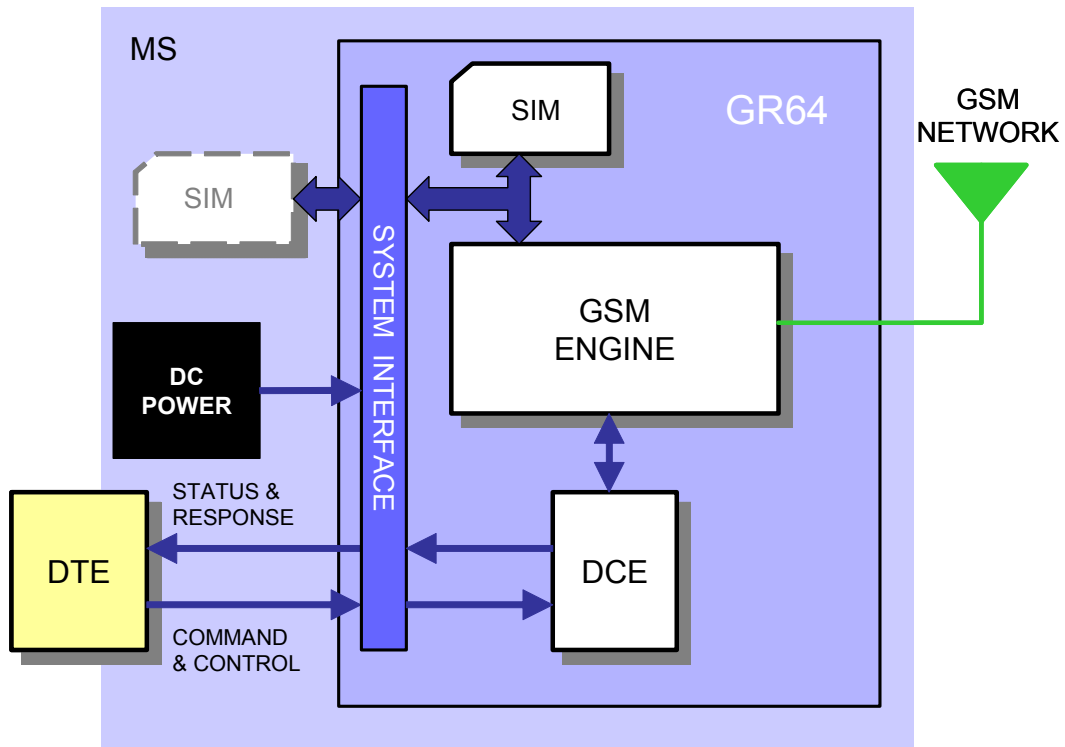 MS
SIM
GR64
GSM
NETWORK
SIM
SYSTEM INTERFACE
GSM
ENGINE
DC
POWER
STATUS &
RESPONSE
DTE
DCE
COMMAND
& CONTROL